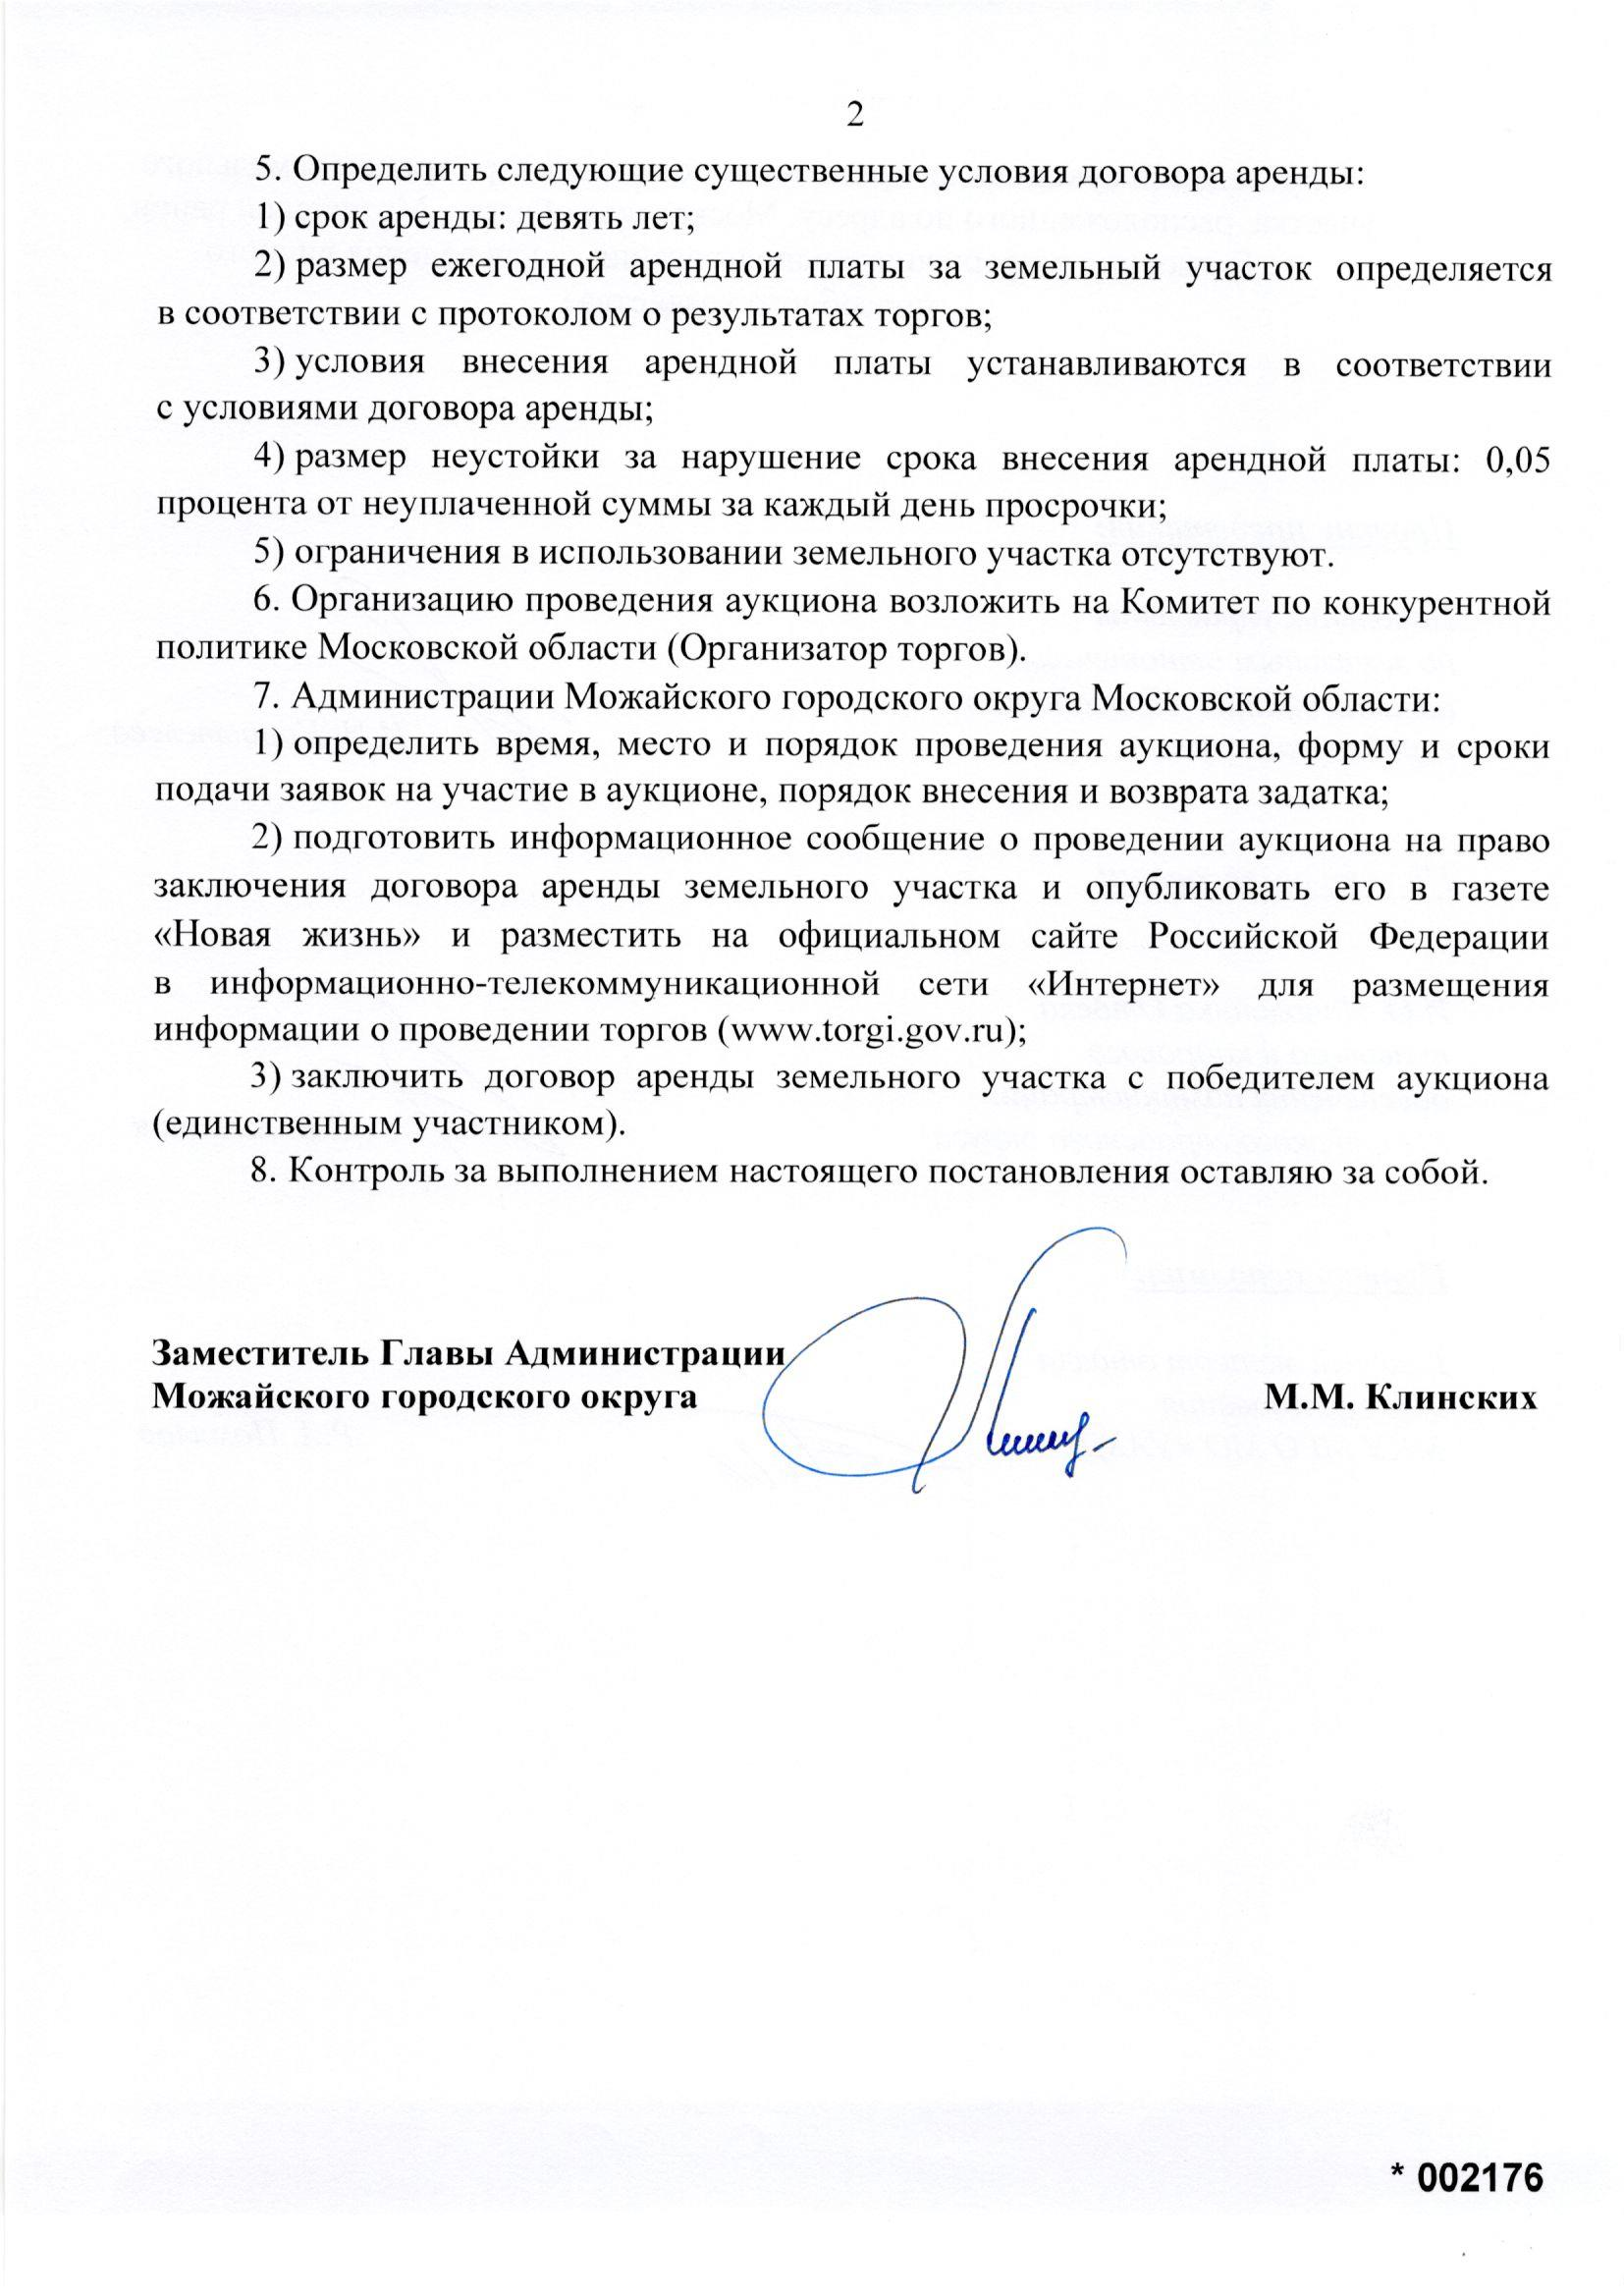 2
5. Определить следующие существенные условия договора аренды:
1) срок аренды: девять лет;
2) размер ежегодной арендной платы за земельный участок определяется
в соответствии с протоколом о результатах торгов;
3) условия внесения арендной платы устанавливаются в соответствии
с условиями договора аренды;
4) размер неустойки за нарушение срока внесения арендной платы: 0,05
процента от неуплаченной суммы за каждый день просрочки;
5) ограничения в использовании земельного участка отсутствуют.
6. Организацию проведения аукциона возложить на Комитет по конкурентной
политике Московской области (Организатор торгов).
7. Администрации Можайского городского округа Московской области:
1) определить время, место и порядок проведения аукциона, форму и сроки
подачи заявок на участие в аукционе, порядок внесения и возврата задатка;
2) подготовить информационное сообщение о проведении аукциона на право
заключения договора аренды земельного участка и опубликовать его в газете
«Новая жизнь» и разместить на официальном сайте Российской Федерации
в информационно-телекоммуникационной сети «Интернет» для размещения
информации о проведении торгов (www.torgi.gov.ru);
3) заключить договор аренды земельного участка с победителем аукциона
(единственным участником).
8. Контроль за выполнением настоящего постановления оставляю за собой.
Заместитель Главы Администрации
Можайского городского округа М.М. Клинских
* 002176